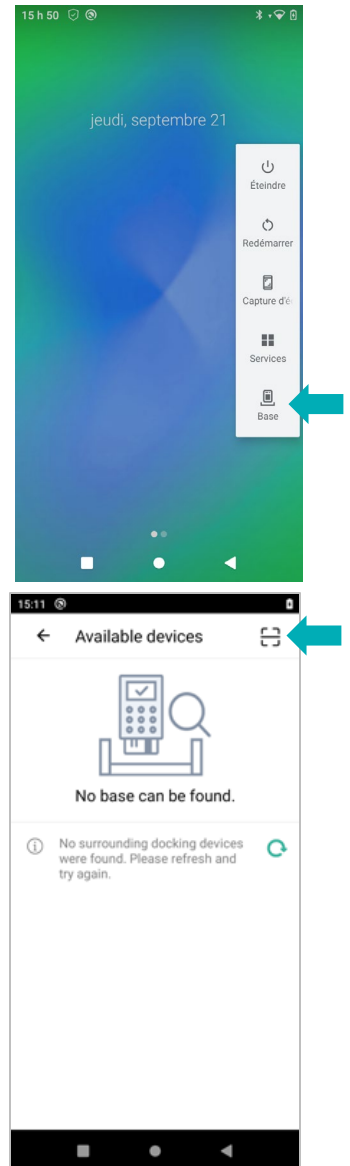 15 h 50
jeudi, septembre 21
Éteindre
Redémarrer
Capture d'é
Services
Base
15:11
Available devices
No base can be found.
No surrounding docking devices
were found. Please refresh and
try again.